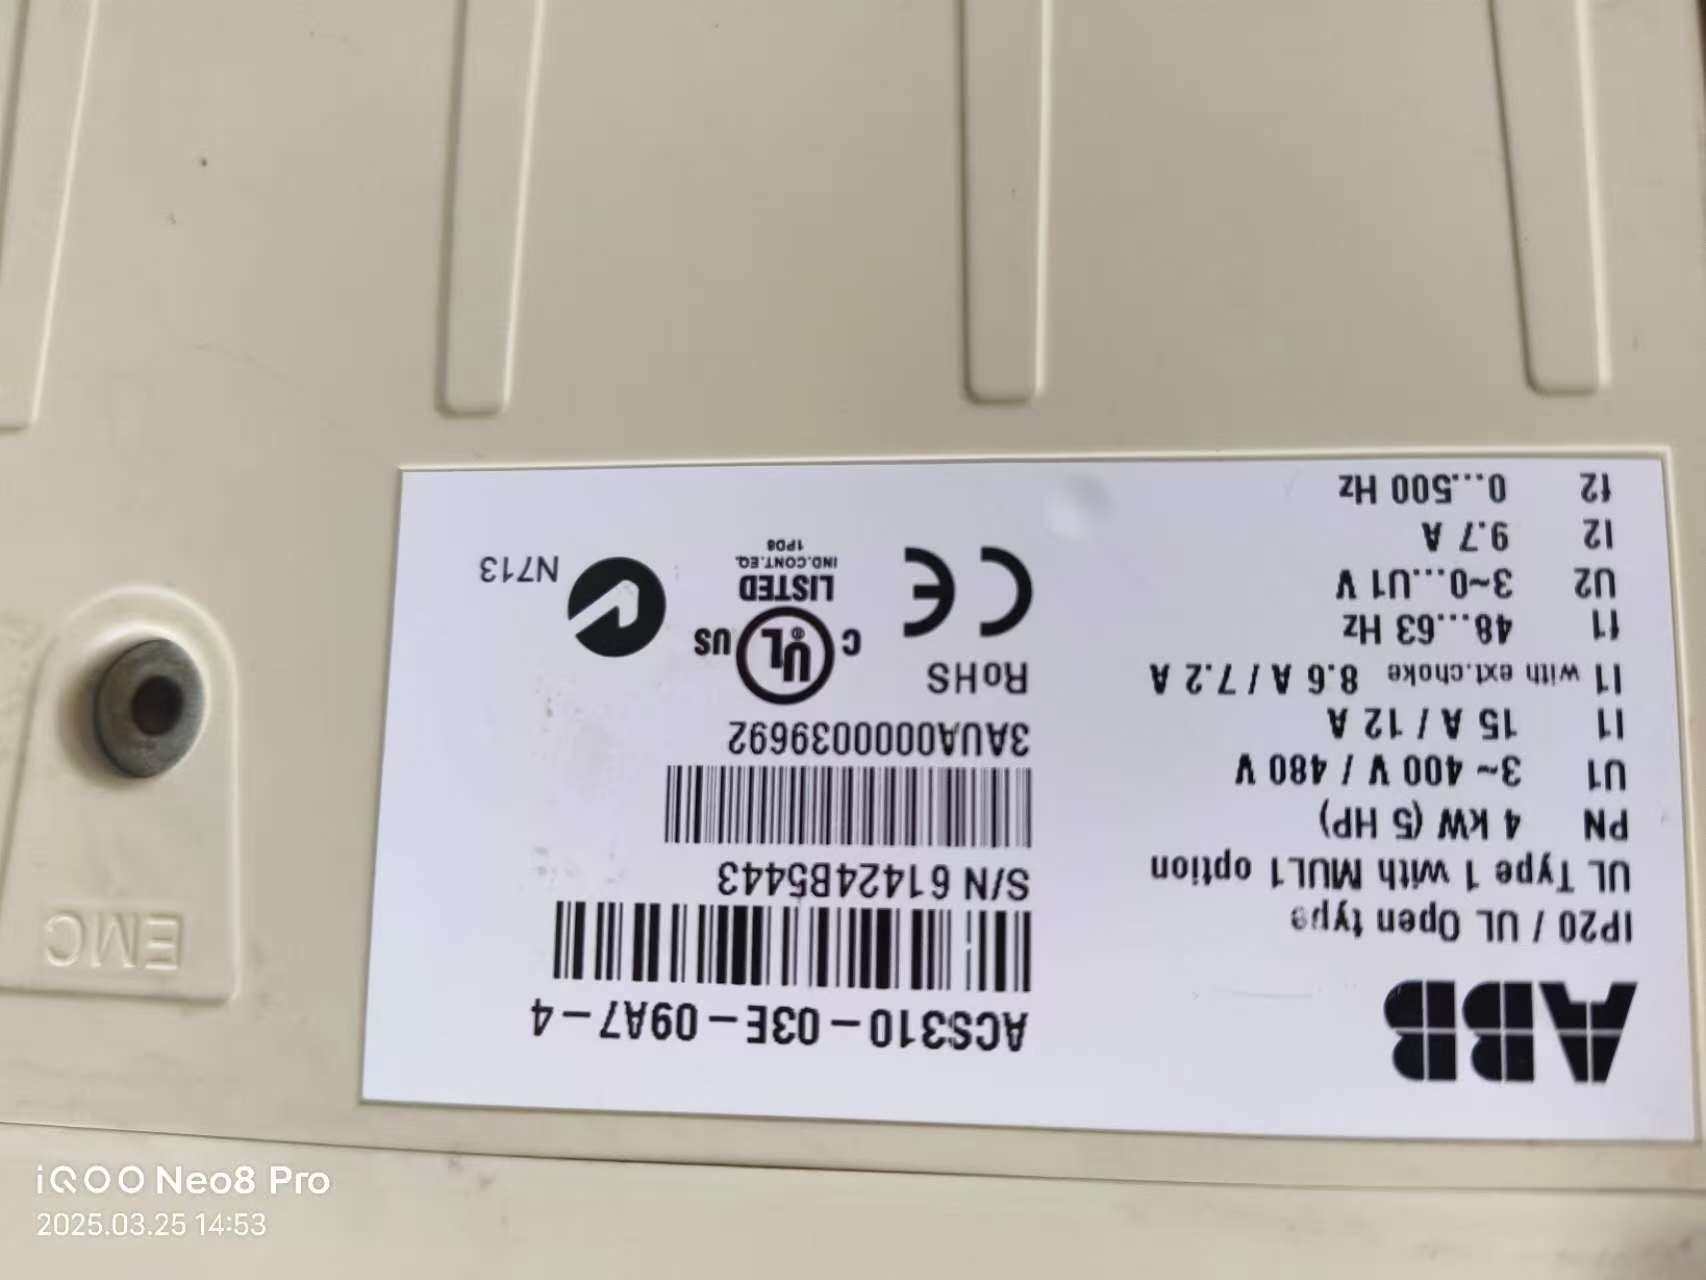 ABB
IP20 / UL Open type
UL Type 1 with MUL1 option
PN 4 kW (5 HP)
U1 3~ 400 V / 480 V
I1 15 A / 12 A
I1 with ext.choke 8.6 A / 7.2 A
f1 48...63 Hz
U2 3~0...U1 V
I2 9.7 A
f2 0...500 Hz
ACS310-03E-09A7-4
S/N 61424B5443
3AUA0000039692
RoHS
CE
C UL® US
LISTED
IND.CONT.EQ.
1PD8
N713
EMC
iQOO Neo8 Pro
2025.03.25 14:53